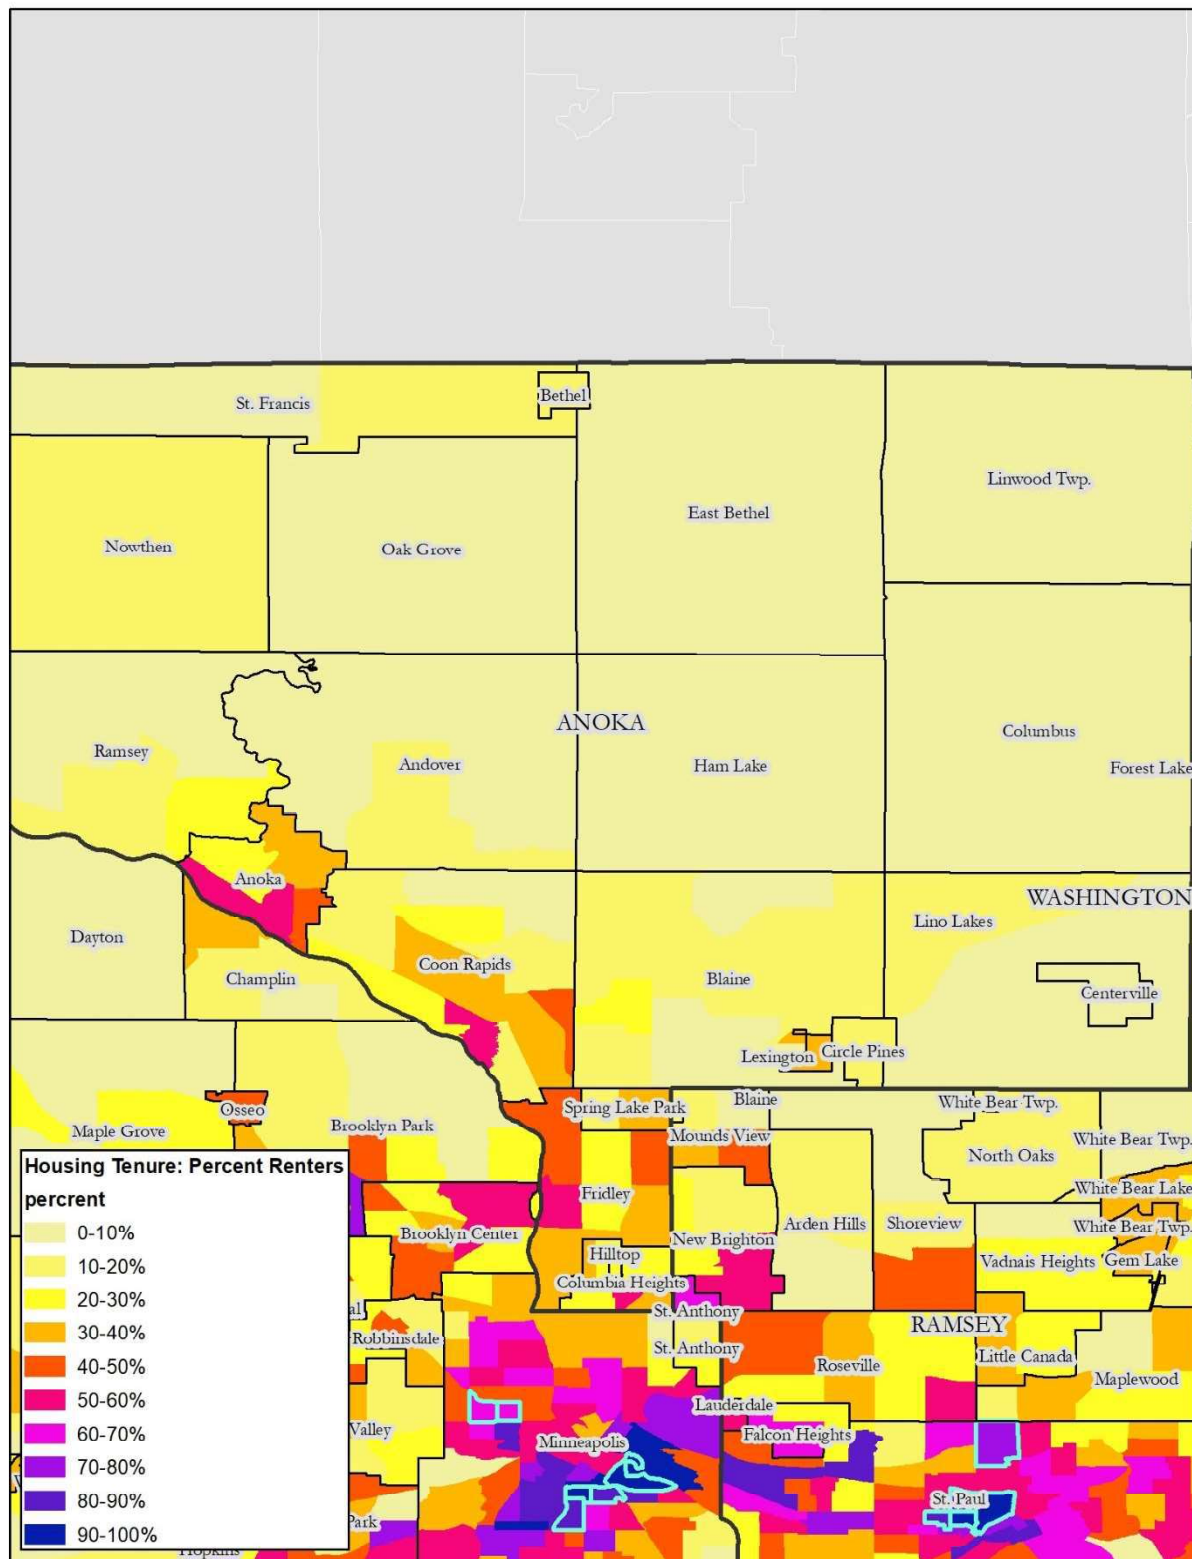 St. Francis
Bethel
Linwood Twp.
East Bethel
Nowthen
Oak Grove
ANOKA
Ramsey
Andover
Ham Lake
Columbus
Forest Lake
Anoka
WASHINGTON
Lino Lakes
Dayton
Champlin
Coon Rapids
Blaine
Centerville
Lexington
Circle Pines
Osseo
Maple Grove
Brooklyn Park
Spring Lake Park
Blaine
White Bear Twp.
Mounds View
White Bear Twp.
North Oaks
White Bear Lake
Fridley
Arden Hills
Shoreview
White Bear Twp.
Brooklyn Center
New Brighton
Hilltop
Vadnais Heights
Gem Lake
Columbia Heights
St. Anthony
al
Robbinsdale
RAMSEY
St. Anthony
Roseville
Little Canada
Maplewood
Lauderdale
Valley
Minneapolis
Falcon Heights
St. Paul
Park
Hopkins
Housing Tenure: Percent Renters
percrent
0-10%
10-20%
20-30%
30-40%
40-50%
50-60%
60-70%
70-80%
80-90%
90-100%